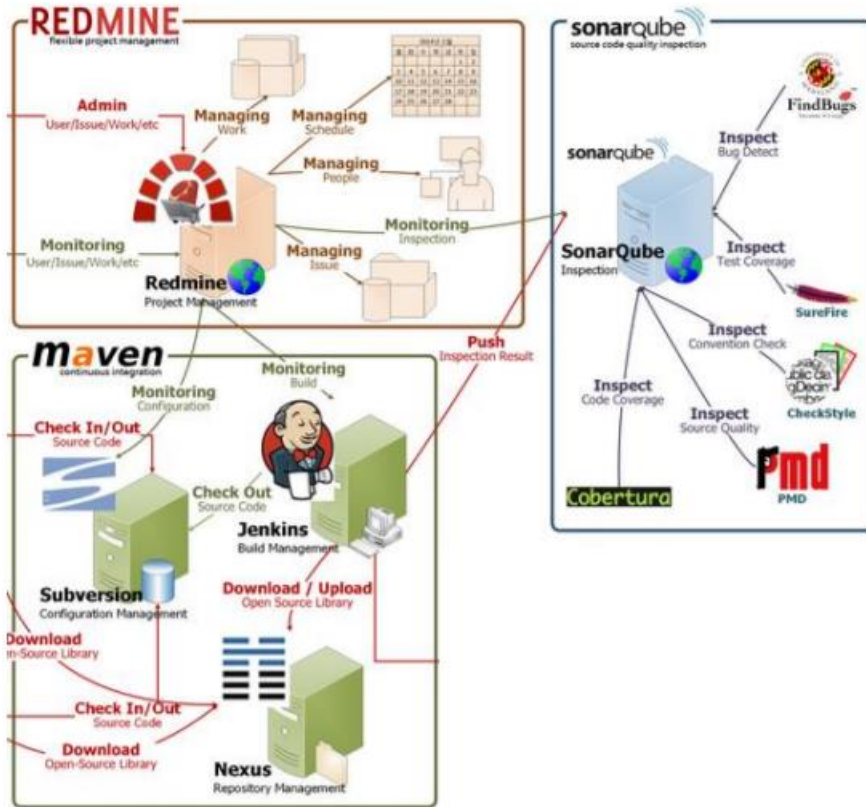 REDMINE
flexible project management
Admin
User/Issue/Work/etc
Managing
Work
Managing
Schedule
Managing
People
Monitoring
User/Issue/Work/etc
Monitoring
Inspection
Managing
Issue
Redmine
Project Management
sonarqube
source code quality inspection
FindBugs
Inspect
Bug Detect
sonarqube
SonarQube
Inspection
Inspect
Test Coverage
SureFire
Inspect
Convention Check
CheckStyle
Inspect
Code Coverage
Inspect
Source Quality
Cobertura
Pmd
PMD
Push
Inspection Result
maven
continuous integration
Monitoring
Configuration
Monitoring
Build
Check In/Out
Source Code
Check Out
Source Code
Jenkins
Build Management
Subversion
Configuration Management
Download / Upload
Open Source Library
Download
en-Source Library
Check In/Out
Source Code
Download
Open-Source Library
Nexus
Repository Management